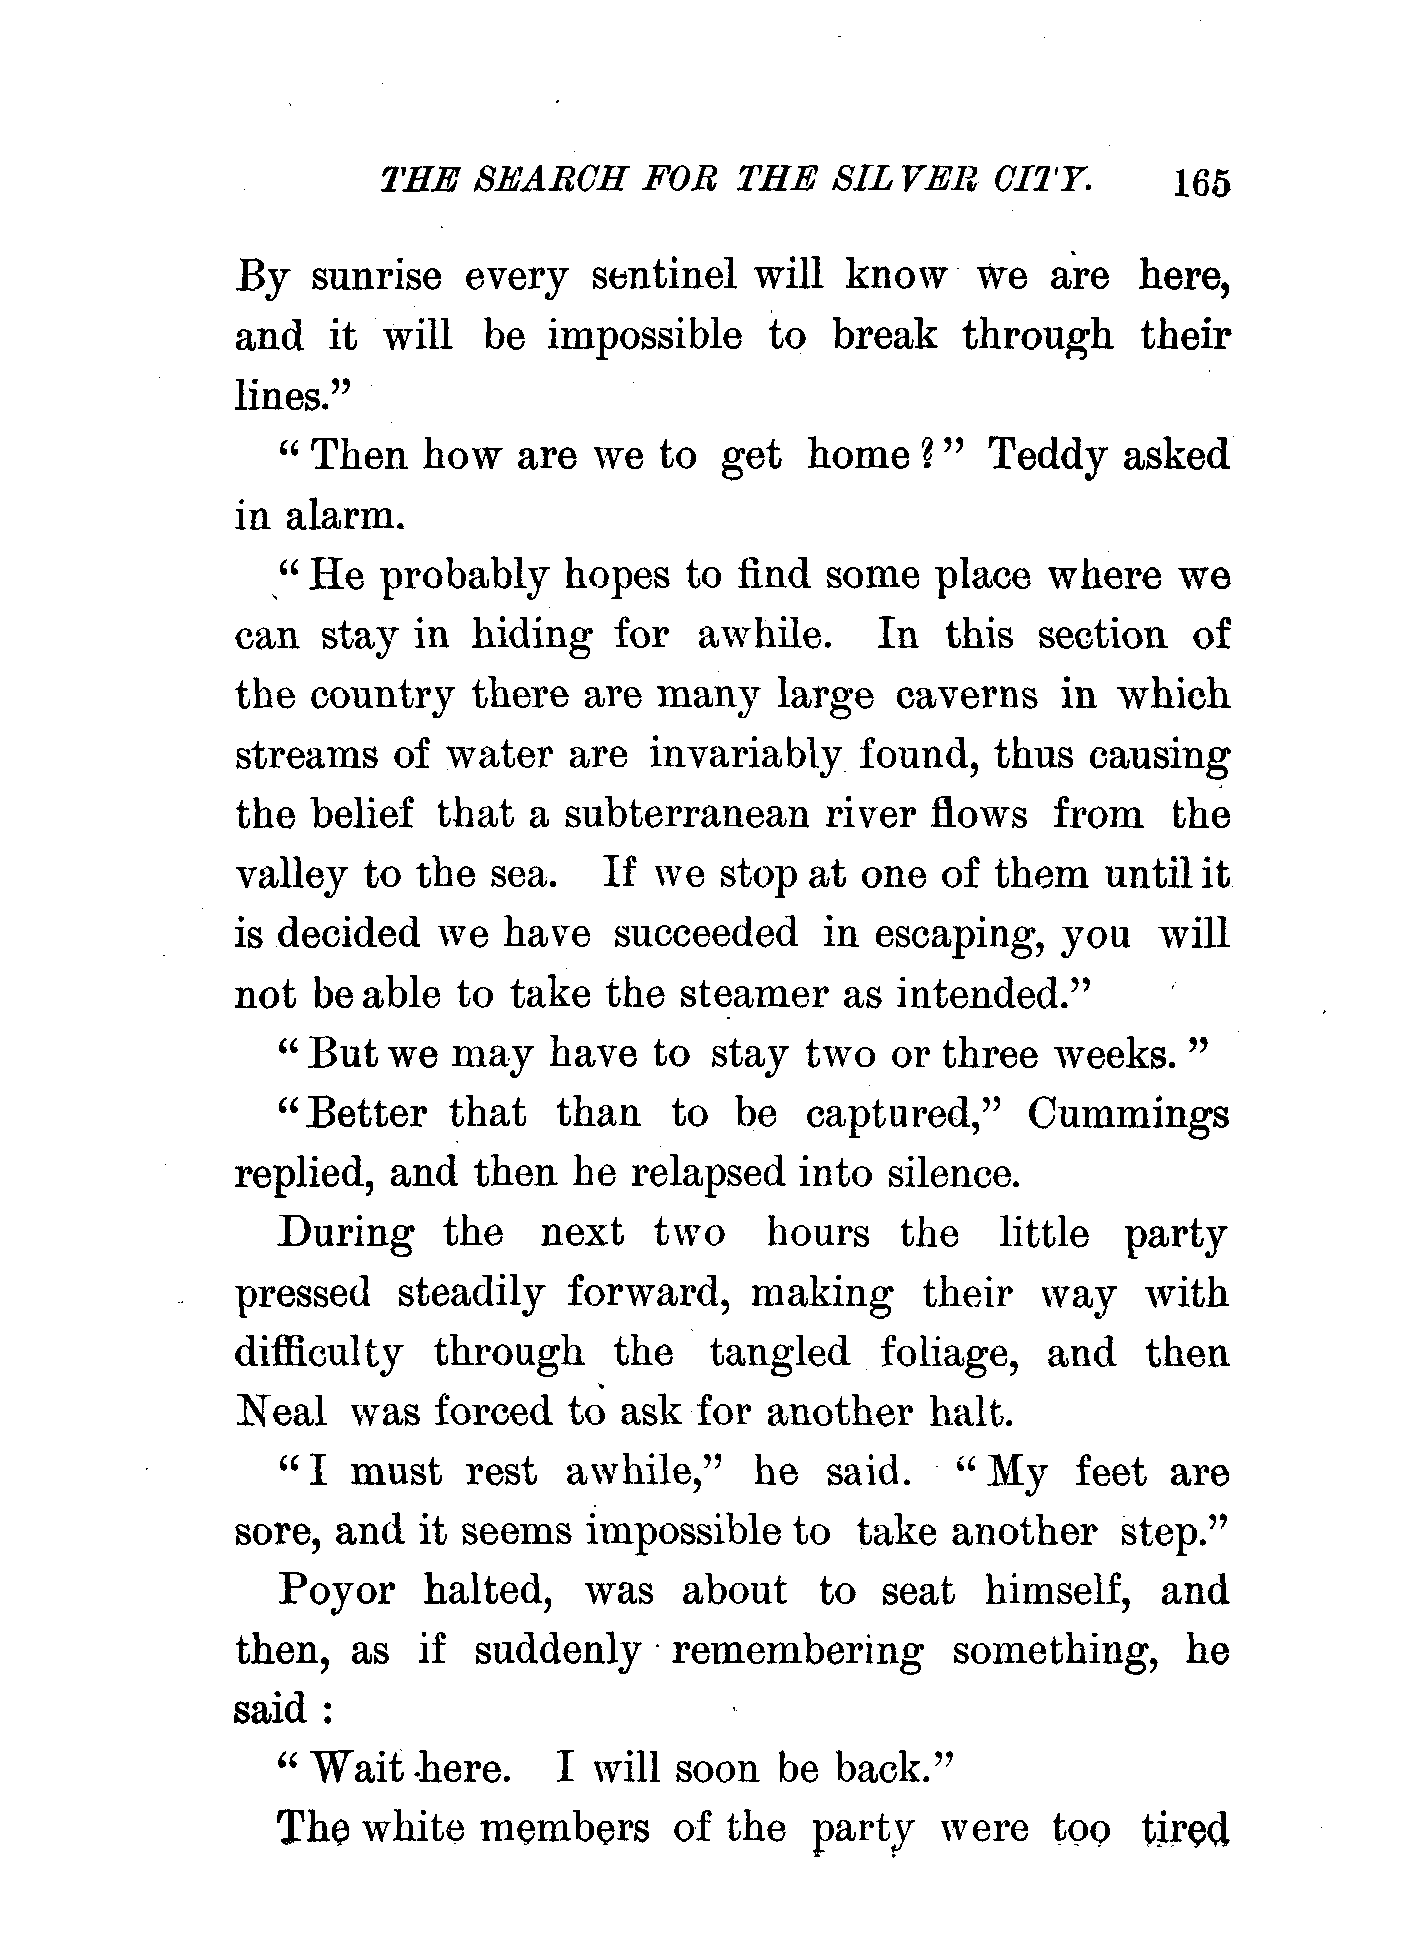 THE SEARCH FOR THE SILVER CITY. 165
By sunrise every sentinel will know we are here,
and it will be impossible to break through their
lines.”
“Then how are we to get home?” Teddy asked
in alarm.
“He probably hopes to find some place where we
can stay in hiding for awhile. In this section of
the country there are many large caverns in which
streams of water are invariably found, thus causing
the belief that a subterranean river flows from the
valley to the sea. If we stop at one of them until it
is decided we have succeeded in escaping, you will
not be able to take the steamer as intended.”
“But we may have to stay two or three weeks.”
“Better that than to be captured,” Cummings
replied, and then he relapsed into silence.
During the next two hours the little party
pressed steadily forward, making their way with
difficulty through the tangled foliage, and then
Neal was forced to ask for another halt.
“I must rest awhile,” he said. “My feet are
sore, and it seems impossible to take another step.”
Poyor halted, was about to seat himself, and
then, as if suddenly remembering something, he
said :
“Wait here. I will soon be back.”
The white members of the party were too tired